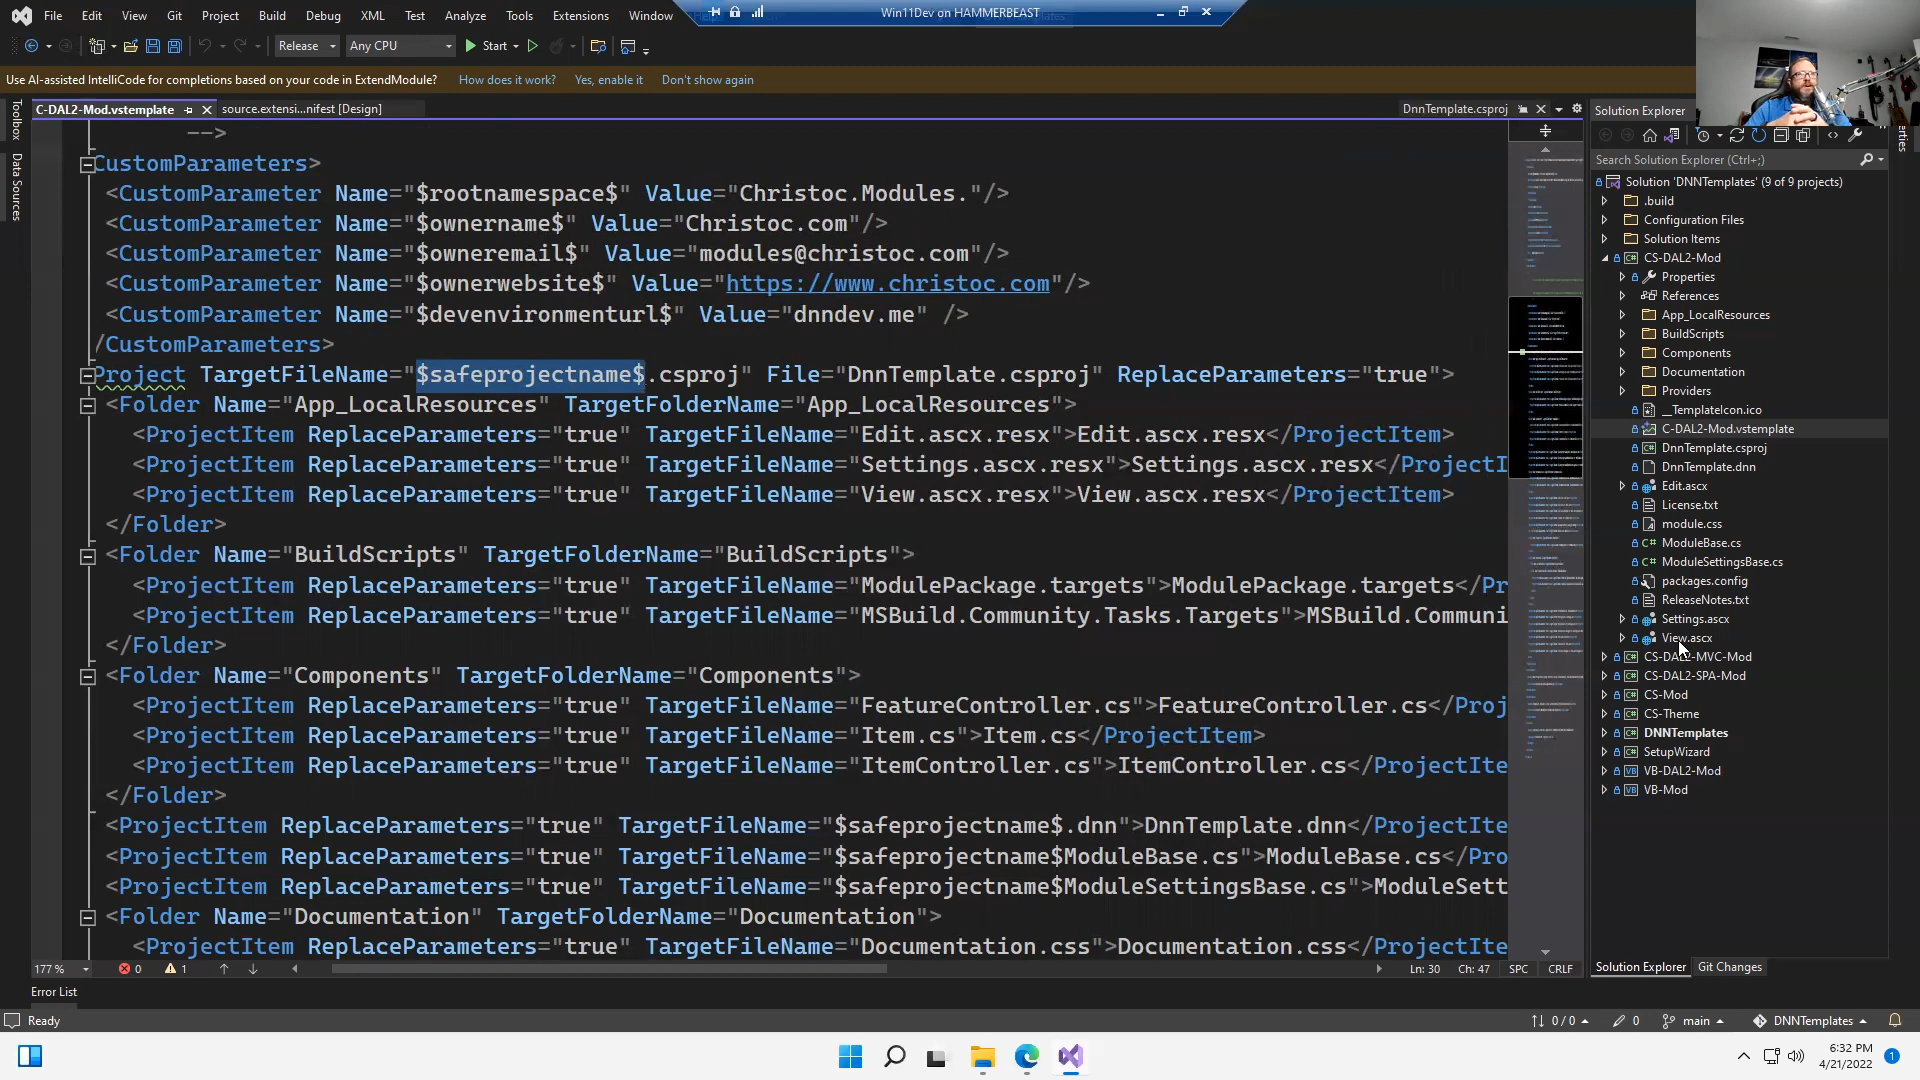 File Edit View Git Project Build Debug XML Test Analyze Tools Extensions Window
Win11Dev on HAMMERBEAST
Release Any CPU Start
Use AI-assisted IntelliCode for completions based on your code in ExtendModule? How does it work? Yes, enable it Don't show again
C-DAL2-Mod.vstemplate source.extensi...nifest [Design] DnnTemplate.csproj
Toolbox
Data Sources
-->
CustomParameters>
<CustomParameter Name="$rootnamespace$" Value="Christoc.Modules."/>
<CustomParameter Name="$ownername$" Value="Christoc.com"/>
<CustomParameter Name="$owneremail$" Value="modules@christoc.com"/>
<CustomParameter Name="$ownerwebsite$" Value="https://www.christoc.com"/>
<CustomParameter Name="$devenvironmenturl$" Value="dnndev.me" />
/CustomParameters>
Project TargetFileName="$safeprojectname$.csproj" File="DnnTemplate.csproj" ReplaceParameters="true">
<Folder Name="App_LocalResources" TargetFolderName="App_LocalResources">
<ProjectItem ReplaceParameters="true" TargetFileName="Edit.ascx.resx">Edit.ascx.resx</ProjectItem>
<ProjectItem ReplaceParameters="true" TargetFileName="Settings.ascx.resx">Settings.ascx.resx</ProjectI
<ProjectItem ReplaceParameters="true" TargetFileName="View.ascx.resx">View.ascx.resx</ProjectItem>
</Folder>
<Folder Name="BuildScripts" TargetFolderName="BuildScripts">
<ProjectItem ReplaceParameters="true" TargetFileName="ModulePackage.targets">ModulePackage.targets</Pr
<ProjectItem ReplaceParameters="true" TargetFileName="MSBuild.Community.Tasks.Targets">MSBuild.Communi
</Folder>
<Folder Name="Components" TargetFolderName="Components">
<ProjectItem ReplaceParameters="true" TargetFileName="FeatureController.cs">FeatureController.cs</Proj
<ProjectItem ReplaceParameters="true" TargetFileName="Item.cs">Item.cs</ProjectItem>
<ProjectItem ReplaceParameters="true" TargetFileName="ItemController.cs">ItemController.cs</ProjectIte
</Folder>
<ProjectItem ReplaceParameters="true" TargetFileName="$safeprojectname$.dnn">DnnTemplate.dnn</ProjectIte
<ProjectItem ReplaceParameters="true" TargetFileName="$safeprojectname$ModuleBase.cs">ModuleBase.cs</Pro
<ProjectItem ReplaceParameters="true" TargetFileName="$safeprojectname$ModuleSettingsBase.cs">ModuleSett
<Folder Name="Documentation" TargetFolderName="Documentation">
<ProjectItem ReplaceParameters="true" TargetFileName="Documentation.css">Documentation.css</ProjectIte
177 % 0 1 Ln: 30 Ch: 47 SPC CRLF
Error List
Solution Explorer
Search Solution Explorer (Ctrl+;)
Solution 'DNNTemplates' (9 of 9 projects)
.build
Configuration Files
Solution Items
CS-DAL2-Mod
Properties
References
App_LocalResources
BuildScripts
Components
Documentation
Providers
__TemplateIcon.ico
C-DAL2-Mod.vstemplate
DnnTemplate.csproj
DnnTemplate.dnn
Edit.ascx
License.txt
module.css
ModuleBase.cs
ModuleSettingsBase.cs
packages.config
ReleaseNotes.txt
Settings.ascx
View.ascx
CS-DAL2-MVC-Mod
CS-DAL2-SPA-Mod
CS-Mod
CS-Theme
DNNTemplates
SetupWizard
VB-DAL2-Mod
VB-Mod
Solution Explorer Git Changes
Ready 0 / 0 0 main DNNTemplates
6:32 PM
4/21/2022
1